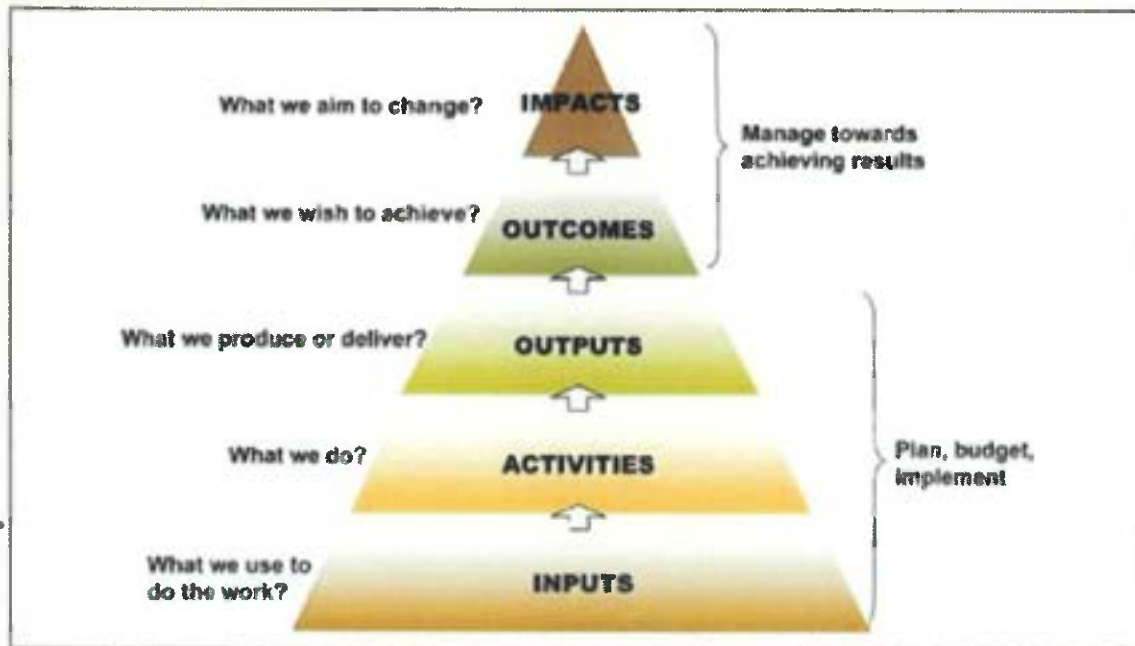 What we aim to change?
IMPACTS
Manage towards
achieving results
What we wish to achieve?
OUTCOMES
What we produce or deliver?
OUTPUTS
What we do?
ACTIVITIES
Plan, budget,
implement
What we use to
do the work?
INPUTS